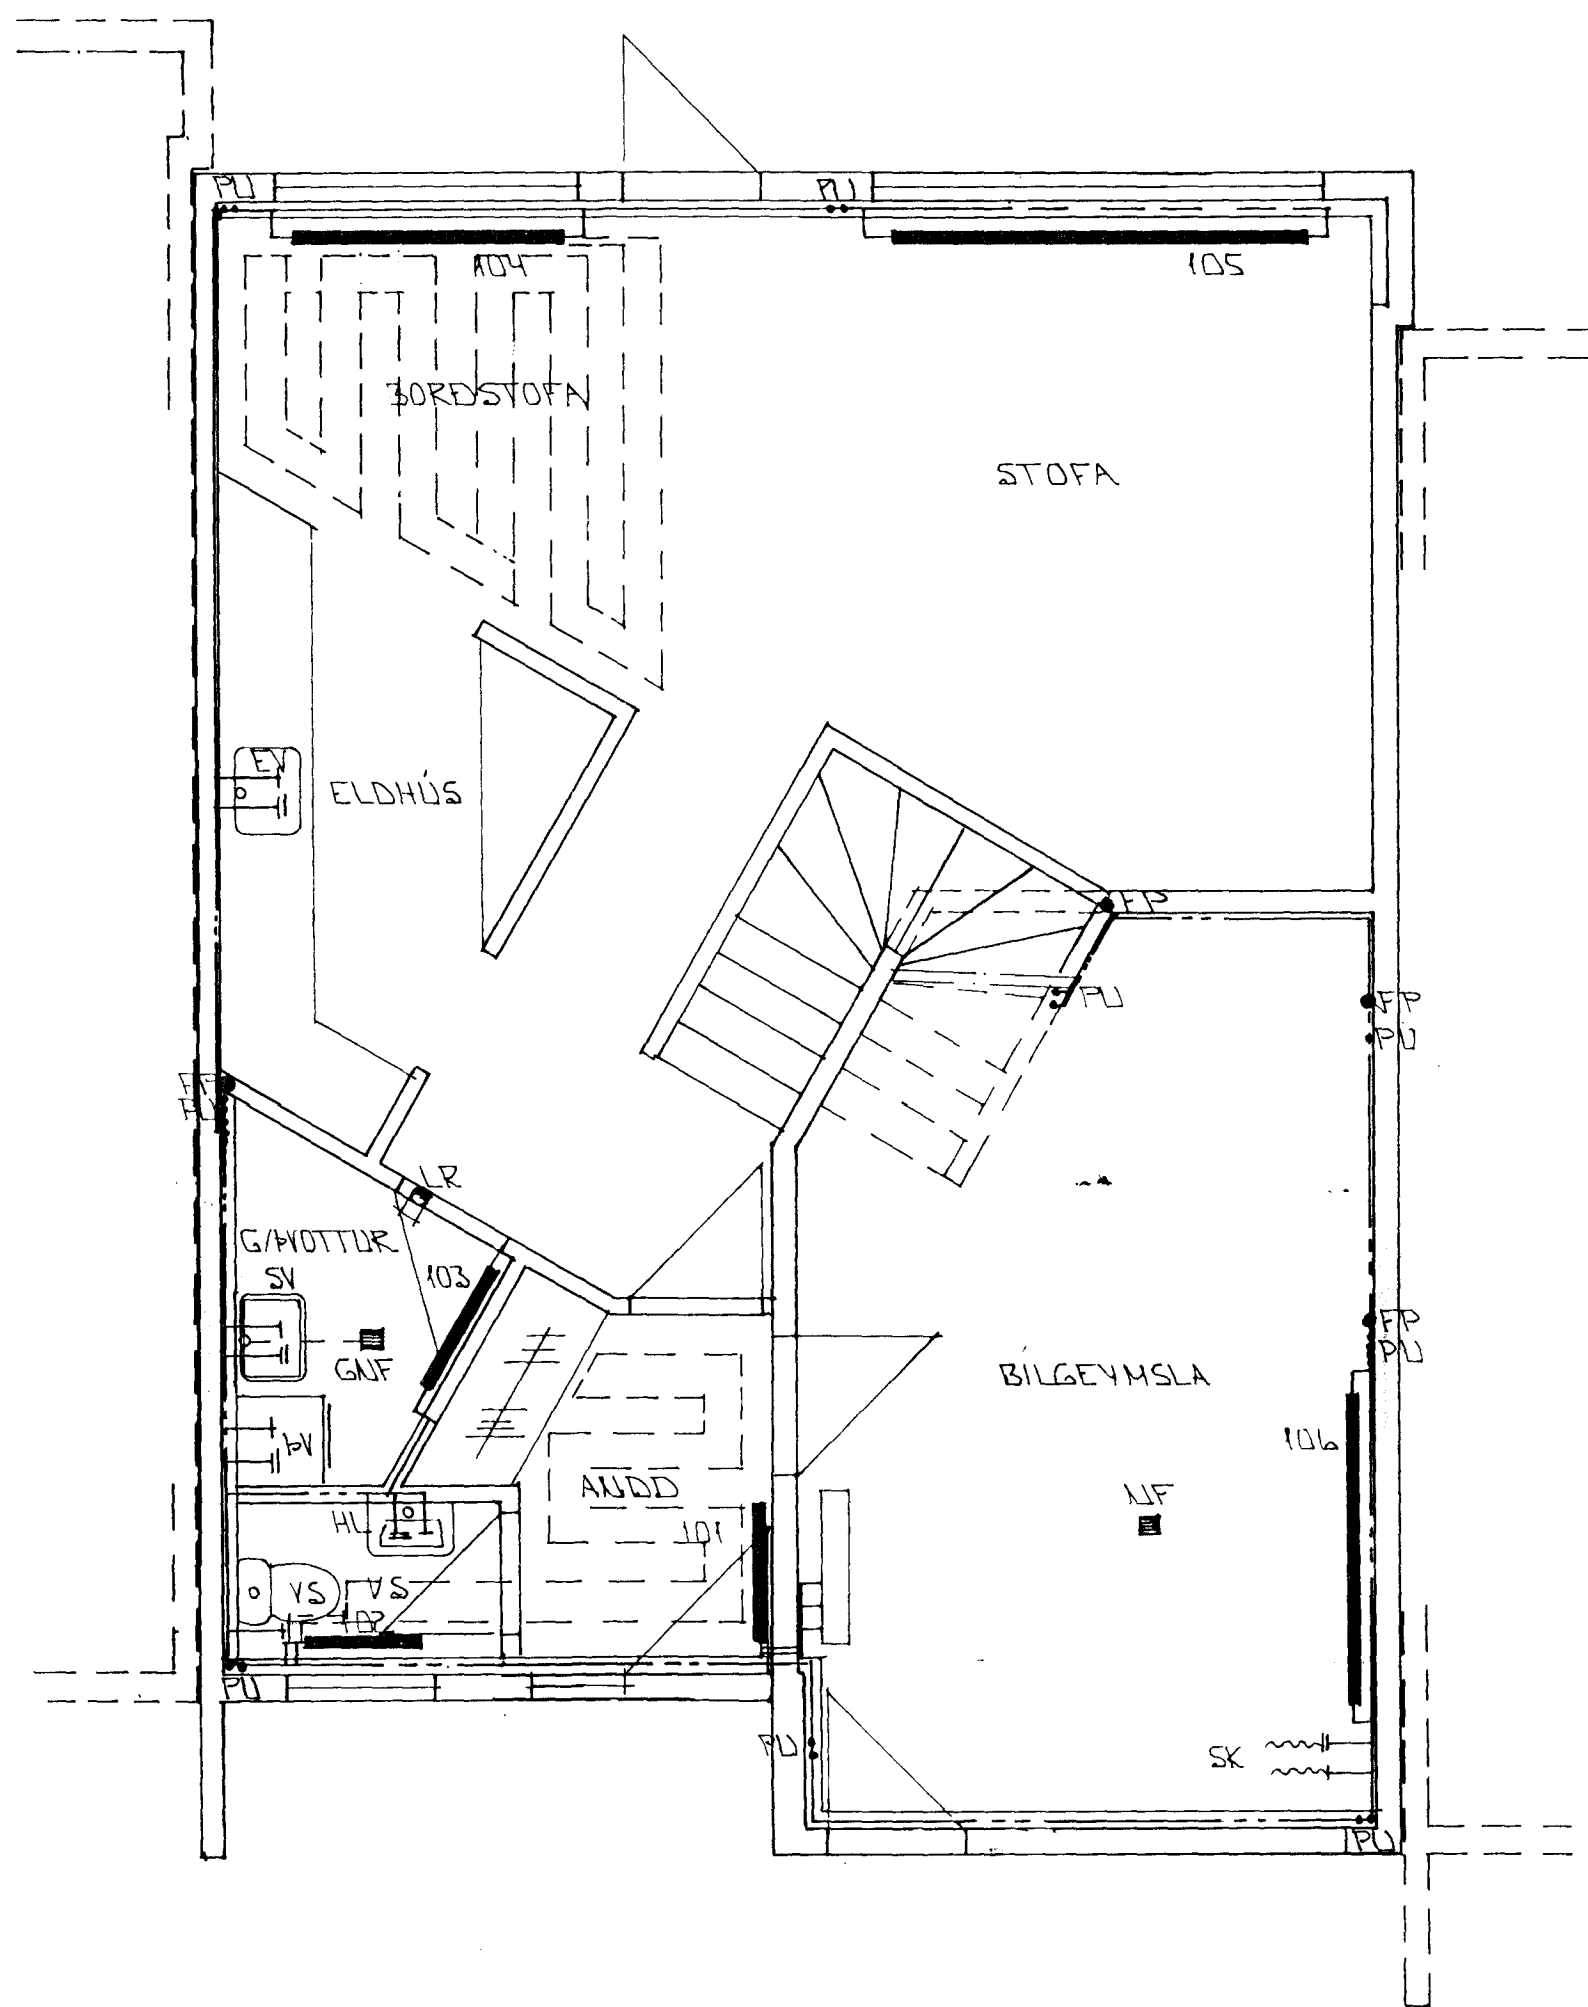 PU
PU
104
105
BORÐSTOFA
STOFA
EV
ELDHÚS
FP
PU
FP
PU
FP
PU
LR
G/ÞVOTTUR
SV
103
GNF
FP
PU
BÍLGEYMSLA
ÞV
106
ANDD
NF
HL
101
VS
VS
102
PU
PU
SK
PU